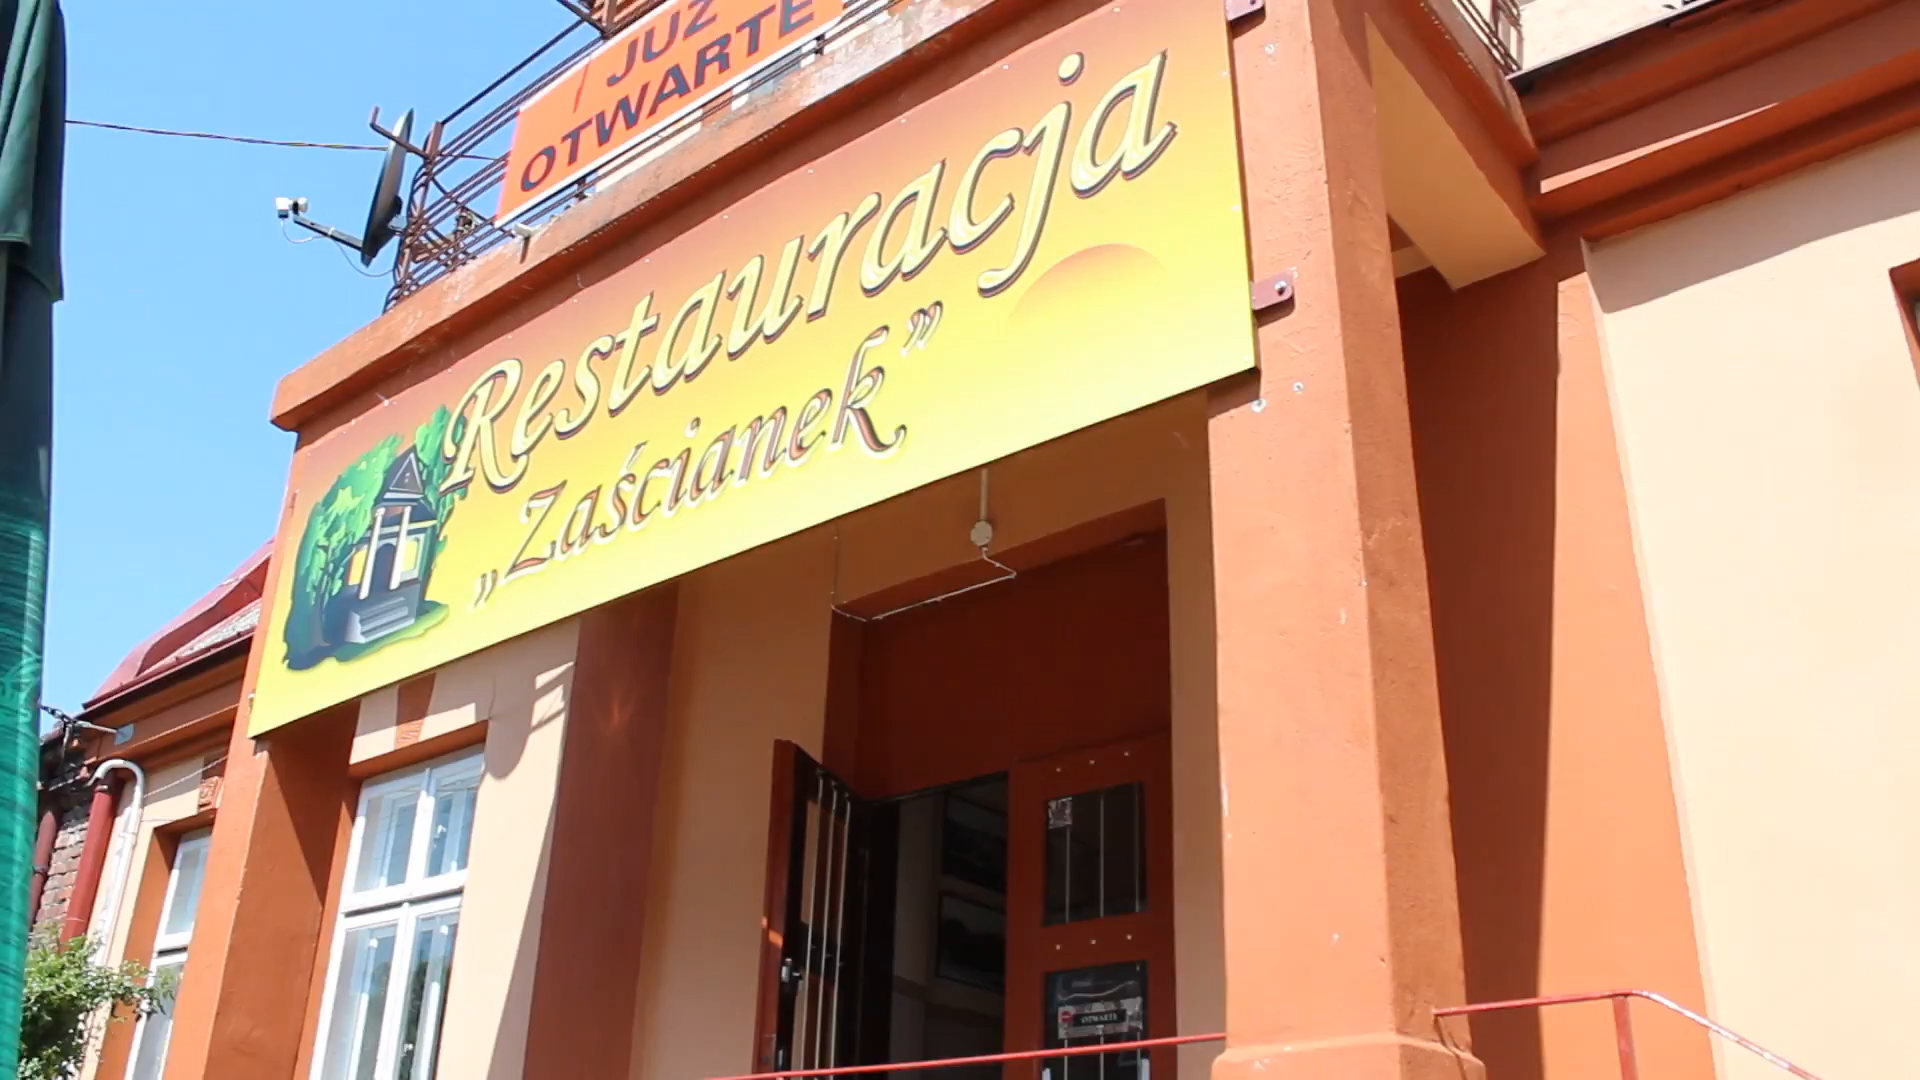 JUŻ
OTWARTE
Restauracja
„Zaścianek”
OTWARTE